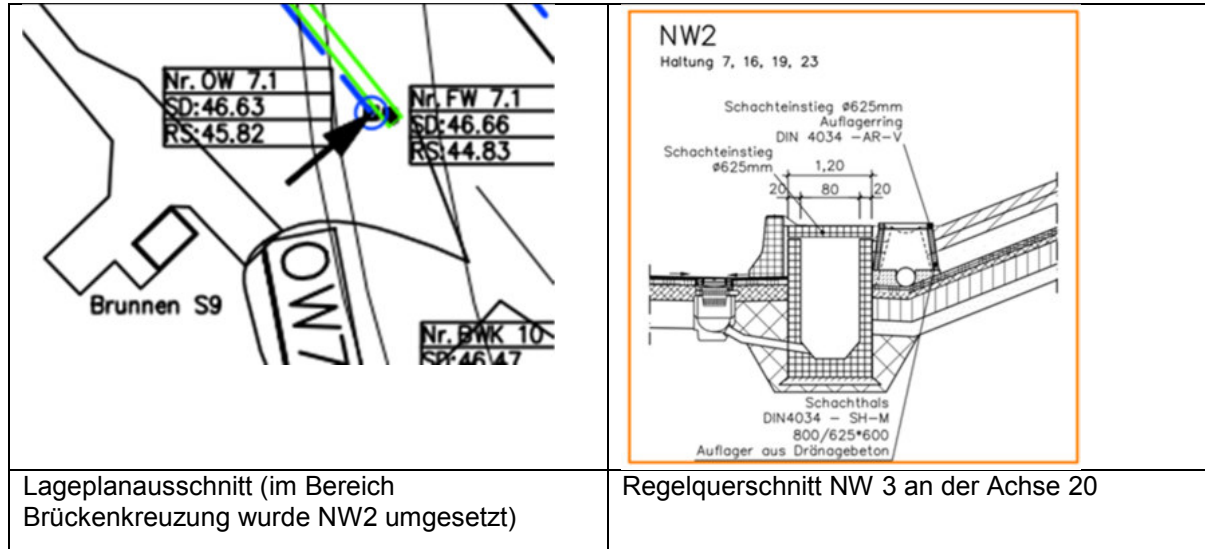 Nr. OW 7.1
SD:46.63
RS:45.82
Nr. FW 7.1
SD:46.66
RS:44.83
Brunnen S9
OW7
Nr. BWK 10
SD:46.47
NW2
Haltung 7, 16, 19, 23
Schachteinstieg ø625mm
Auflagerring
DIN 4034 -AR-V
Schachteinstieg
ø625mm
1,20
20 80 20
Schachthals
DIN4034 - SH-M
800/625*600
Auflager aus Dränagebeton
Lageplanausschnitt (im Bereich
Brückenkreuzung wurde NW2 umgesetzt)
Regelquerschnitt NW 3 an der Achse 20